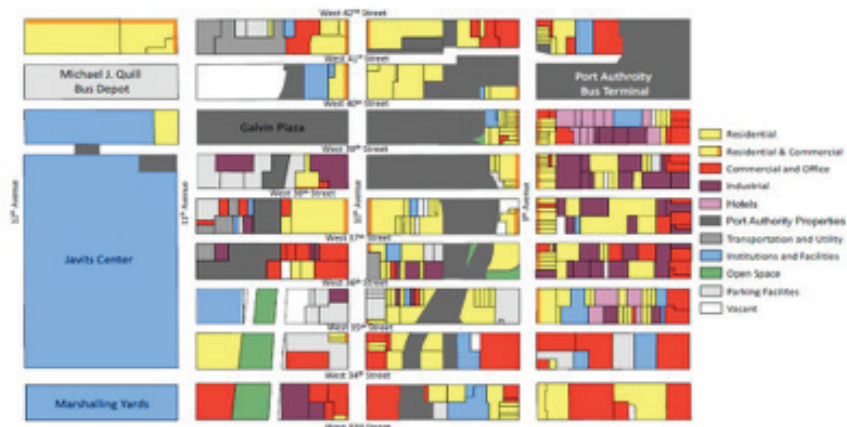 West 42nd Street
West 41st Street
Michael J. Quill
Bus Depot
Port Authroity
Bus Terminal
West 40th Street
Galvin Plaza
West 39th Street
12th Avenue
11th Avenue
10th Avenue
9th Avenue
West 38th Street
West 37th Street
Javits Center
West 36th Street
West 35th Street
West 34th Street
Marshalling Yards
Residential
Residential & Commercial
Commercial and Office
Industrial
Hotels
Port Authority Properties
Transportation and Utility
Institutions and Facilities
Open Space
Parking Facilites
Vacant